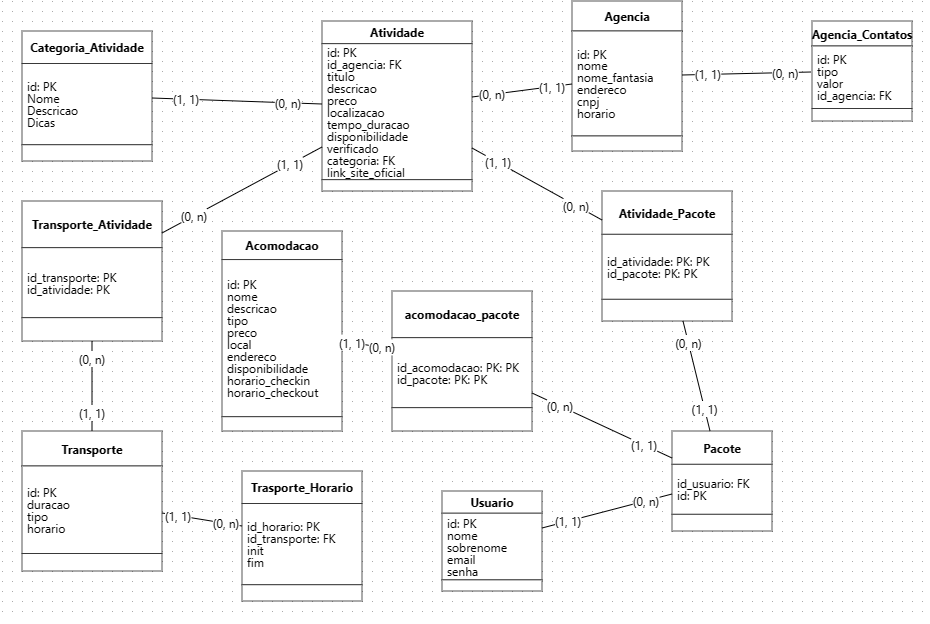 Categoria_Atividade
id: PK
Nome
Descricao
Dicas
(1, 1)
(0, n)
Atividade
id: PK
id_agencia: FK
titulo
descricao
preco
localizacao
tempo_duracao
disponibilidade
verificado
categoria: FK
link_site_oficial
(0, n)
(1, 1)
Agencia
id: PK
nome
nome_fantasia
endereco
cnpj
horario
(1, 1)
(0, n)
Agencia_Contatos
id: PK
tipo
valor
id_agencia: FK
(1, 1)
(0, n)
(1, 1)
(0, n)
Transporte_Atividade
id_transporte: PK
id_atividade: PK
Acomodacao
id: PK
nome
descricao
tipo
preco
local
endereco
disponibilidade
horario_checkin
horario_checkout
(1, 1)
(0, n)
acomodacao_pacote
id_acomodacao: PK: PK
id_pacote: PK: PK
Atividade_Pacote
id_atividade: PK: PK
id_pacote: PK: PK
(0, n)
(1, 1)
(0, n)
(1, 1)
(0, n)
(1, 1)
Transporte
id: PK
duracao
tipo
horario
(1, 1)
(0, n)
Trasporte_Horario
id_horario: PK
id_transporte: FK
init
fim
Usuario
id: PK
nome
sobrenome
email
senha
(1, 1)
(0, n)
Pacote
id_usuario: FK
id: PK